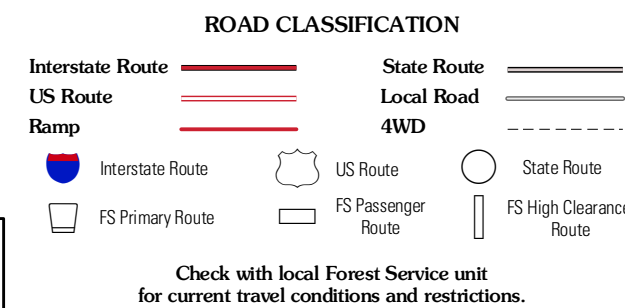 ROAD CLASSIFICATION
Interstate Route State Route
US Route Local Road
Ramp 4WD
Interstate Route US Route State Route
FS Primary Route FS Passenger Route FS High Clearance Route
Check with local Forest Service unit
for current travel conditions and restrictions.